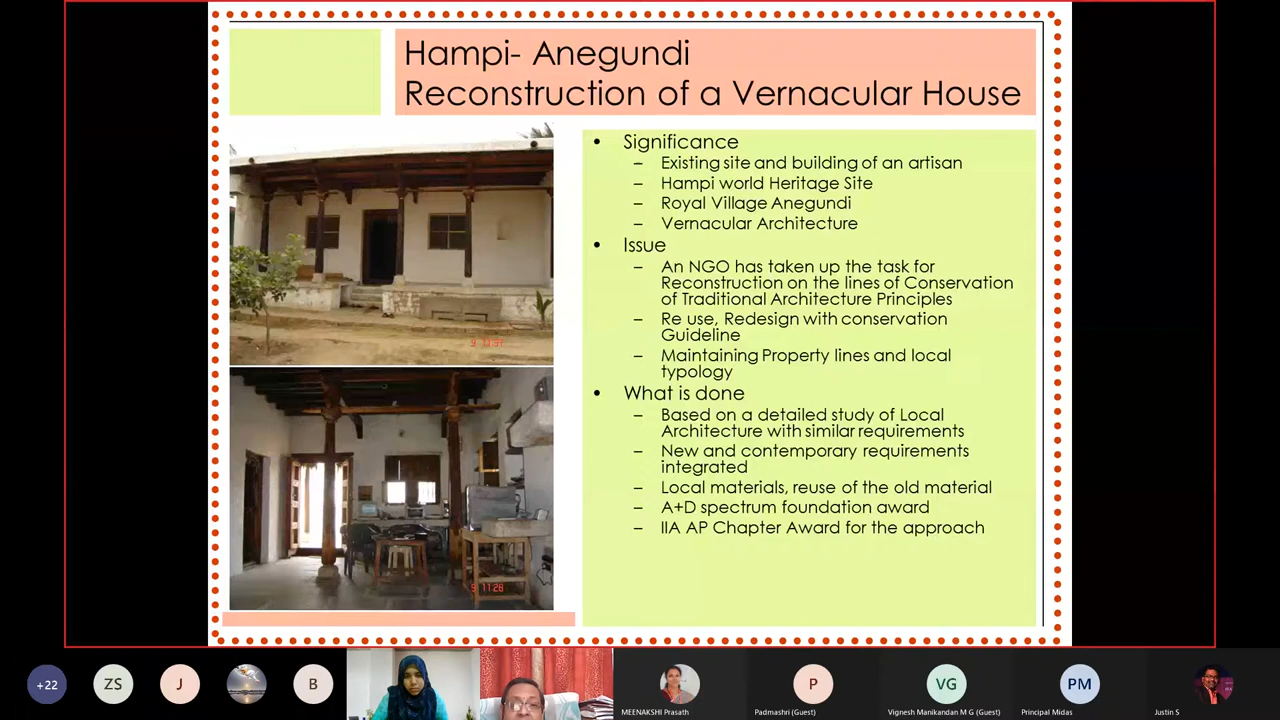 Hampi- Anegundi
Reconstruction of a Vernacular House
• Significance
– Existing site and building of an artisan
– Hampi world Heritage Site
– Royal Village Anegundi
– Vernacular Architecture
• Issue
– An NGO has taken up the task for
Reconstruction on the lines of Conservation
of Traditional Architecture Principles
– Re use, Redesign with conservation
Guideline
– Maintaining Property lines and local
typology
• What is done
– Based on a detailed study of Local
Architecture with similar requirements
– New and contemporary requirements
integrated
– Local materials, reuse of the old material
– A+D spectrum foundation award
– IIA AP Chapter Award for the approach
9 11:28
+22
ZS
J
B
MEENAKSHI Prasath
P
Padmashri (Guest)
VG
Vignesh Manikandan M G (Guest)
PM
Principal Midas
Justin S